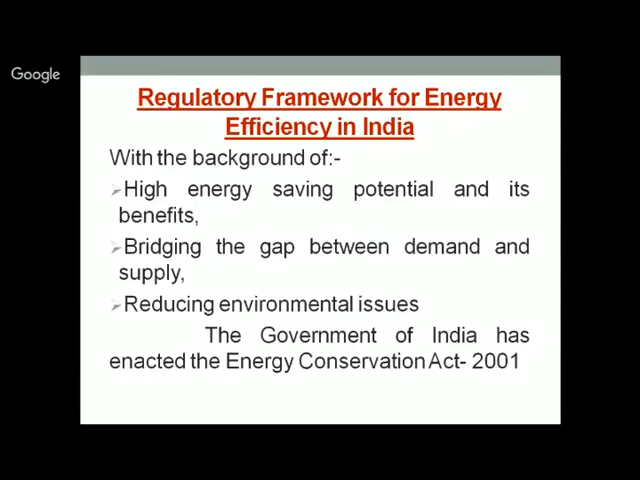 Google
Regulatory Framework for Energy
Efficiency in India
With the background of:-
High energy saving potential and its
benefits,
Bridging the gap between demand and
supply,
Reducing environmental issues
The Government of India has
enacted the Energy Conservation Act- 2001